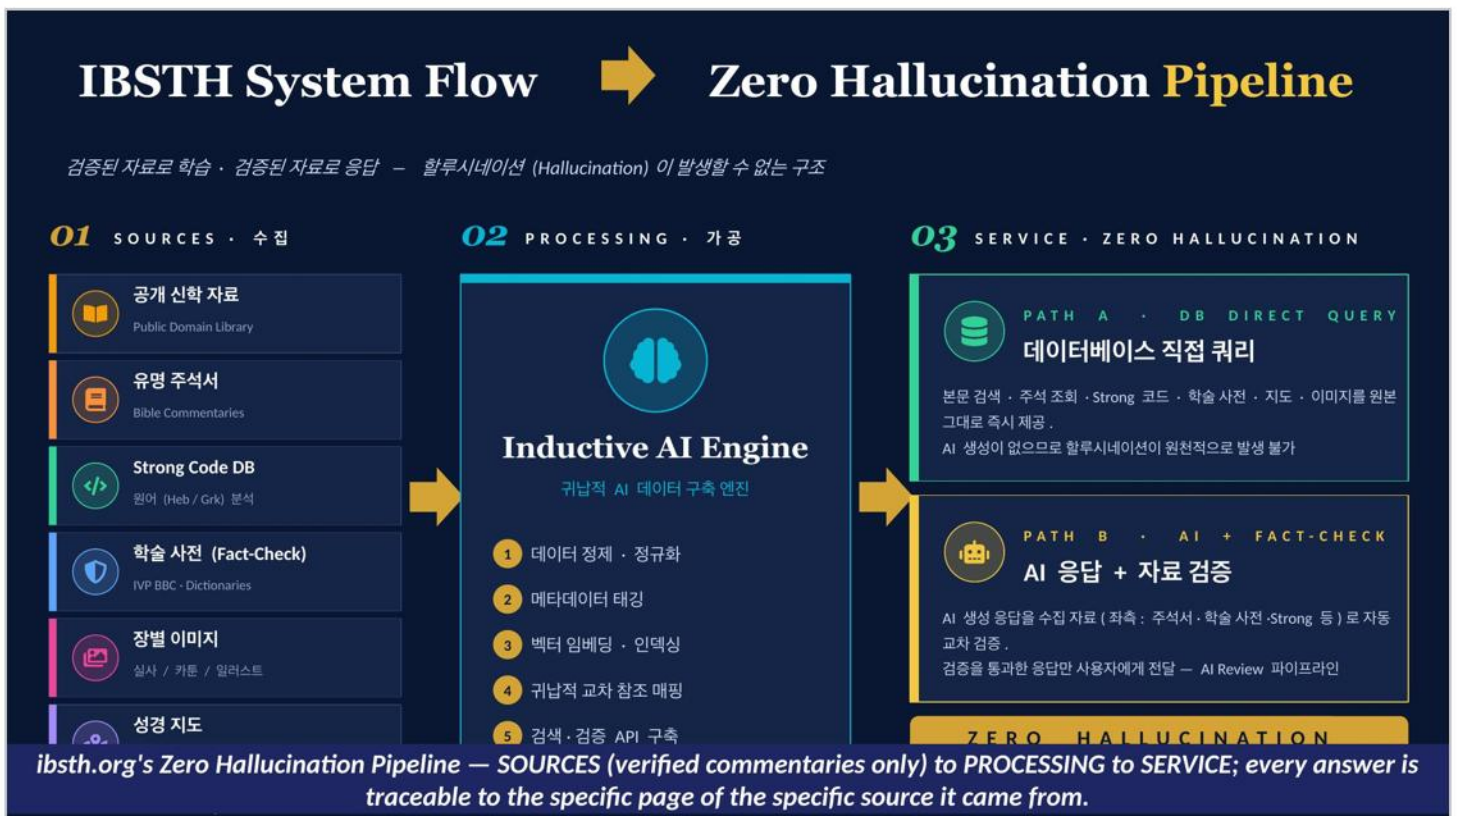 IBSTH System Flow
Zero Hallucination Pipeline
검증된 자료로 학습 · 검증된 자료로 응답 – 할루시네이션 (Hallucination) 이 발생할 수 없는 구조
01 SOURCES · 수집
공개 신학 자료
Public Domain Library
유명 주석서
Bible Commentaries
Strong Code DB
원어 (Heb / Grk) 분석
학술 사전 (Fact-Check)
IVP BBC · Dictionaries
장별 이미지
실사 / 카툰 / 일러스트
성경 지도
02 PROCESSING · 가공
Inductive AI Engine
귀납적 AI 데이터 구축 엔진
1 데이터 정제 · 정규화
2 메타데이터 태깅
3 벡터 임베딩 · 인덱싱
4 귀납적 교차 참조 매핑
5 검색 · 검증 API 구축
03 SERVICE · ZERO HALLUCINATION
PATH A · DB DIRECT QUERY
데이터베이스 직접 쿼리
본문 검색 · 주석 조회 · Strong 코드 · 학술 사전 · 지도 · 이미지를 원본
그대로 즉시 제공 .
AI 생성이 없으므로 할루시네이션이 원천적으로 발생 불가
PATH B · AI + FACT-CHECK
AI 응답 + 자료 검증
AI 생성 응답을 수집 자료 ( 좌측 : 주석서 · 학술 사전 ·Strong 등 ) 로 자동
교차 검증 .
검증을 통과한 응답만 사용자에게 전달 — AI Review 파이프라인
ZERO HALLUCINATION
ibsth.org's Zero Hallucination Pipeline — SOURCES (verified commentaries only) to PROCESSING to SERVICE; every answer is
traceable to the specific page of the specific source it came from.